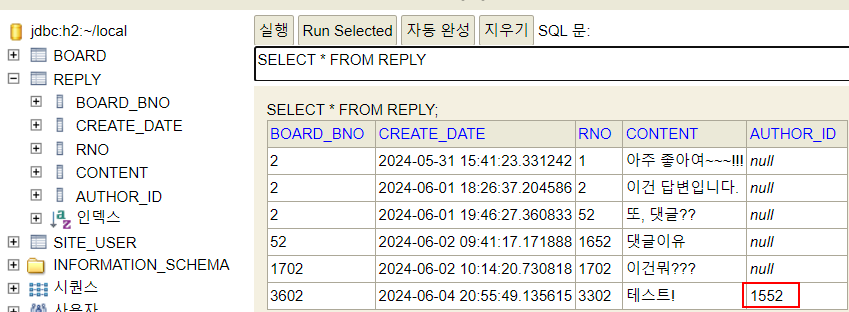 jdbc:h2:~/local
BOARD
REPLY
BOARD_BNO
CREATE_DATE
RNO
CONTENT
AUTHOR_ID
인덱스
SITE_USER
INFORMATION_SCHEMA
시퀀스
사용자
실행 Run Selected 자동 완성 지우기 SQL 문:
SELECT * FROM REPLY
SELECT * FROM REPLY;
BOARD_BNO CREATE_DATE RNO CONTENT AUTHOR_ID
2 2024-05-31 15:41:23.331242 1 아주 좋아여~~~!!! null
2 2024-06-01 18:26:37.204586 2 이건 답변입니다. null
2 2024-06-01 19:46:27.360833 52 또, 댓글?? null
52 2024-06-02 09:41:17.171888 1652 댓글이유 null
1702 2024-06-02 10:14:20.730818 1702 이건뭐??? null
3602 2024-06-04 20:55:49.135615 3302 테스트! 1552